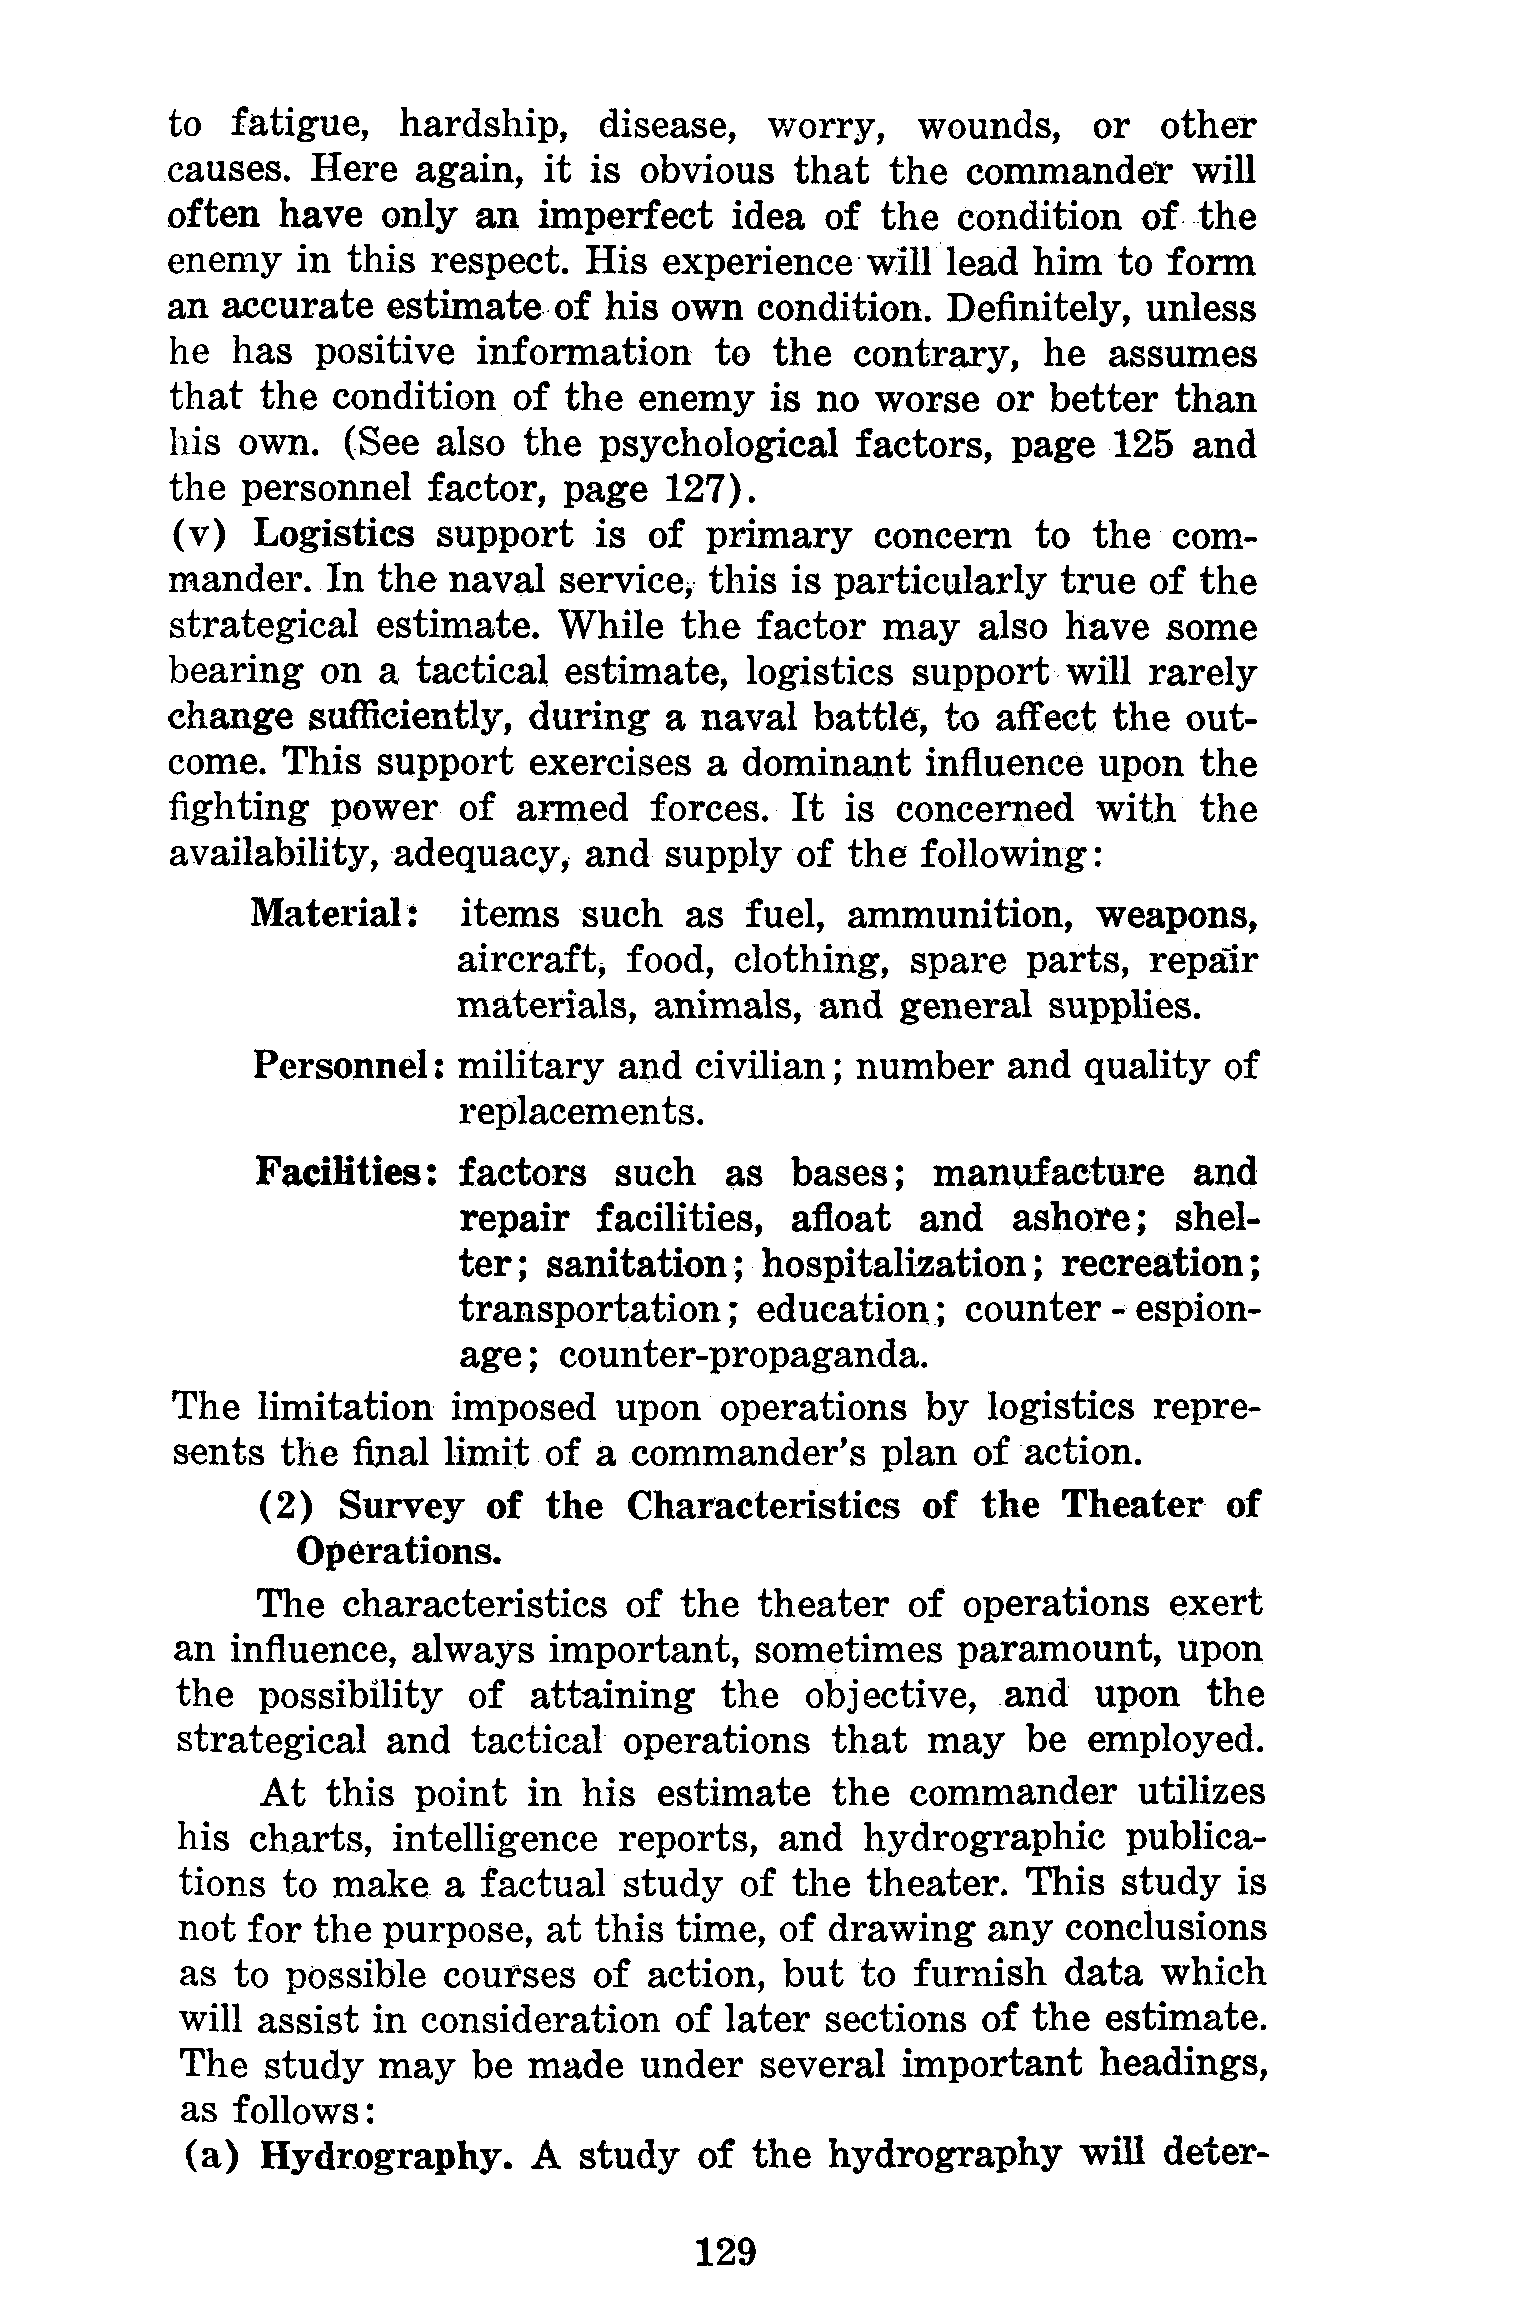 to fatigue, hardship, disease, worry, wounds, or other
causes. Here again, it is obvious that the commander will
often have only an imperfect idea of the condition of the
enemy in this respect. His experience will lead him to form
an accurate estimate of his own condition. Definitely, unless
he has positive information to the contrary, he assumes
that the condition of the enemy is no worse or better than
his own. (See also the psychological factors, page 125 and
the personnel factor, page 127).
(v) Logistics support is of primary concern to the com-
mander. In the naval service, this is particularly true of the
strategical estimate. While the factor may also have some
bearing on a tactical estimate, logistics support will rarely
change sufficiently, during a naval battle, to affect the out-
come. This support exercises a dominant influence upon the
fighting power of armed forces. It is concerned with the
availability, adequacy, and supply of the following:
Material: items such as fuel, ammunition, weapons,
aircraft, food, clothing, spare parts, repair
materials, animals, and general supplies.
Personnel: military and civilian; number and quality of
replacements.
Facilities: factors such as bases; manufacture and
repair facilities, afloat and ashore; shel-
ter; sanitation; hospitalization; recreation;
transportation; education; counter-espion-
age; counter-propaganda.
The limitation imposed upon operations by logistics repre-
sents the final limit of a commander's plan of action.
(2) Survey of the Characteristics of the Theater of
Operations.
The characteristics of the theater of operations exert
an influence, always important, sometimes paramount, upon
the possibility of attaining the objective, and upon the
strategical and tactical operations that may be employed.
At this point in his estimate the commander utilizes
his charts, intelligence reports, and hydrographic publica-
tions to make a factual study of the theater. This study is
not for the purpose, at this time, of drawing any conclusions
as to possible courses of action, but to furnish data which
will assist in consideration of later sections of the estimate.
The study may be made under several important headings,
as follows:
(a) Hydrography. A study of the hydrography will deter-
129